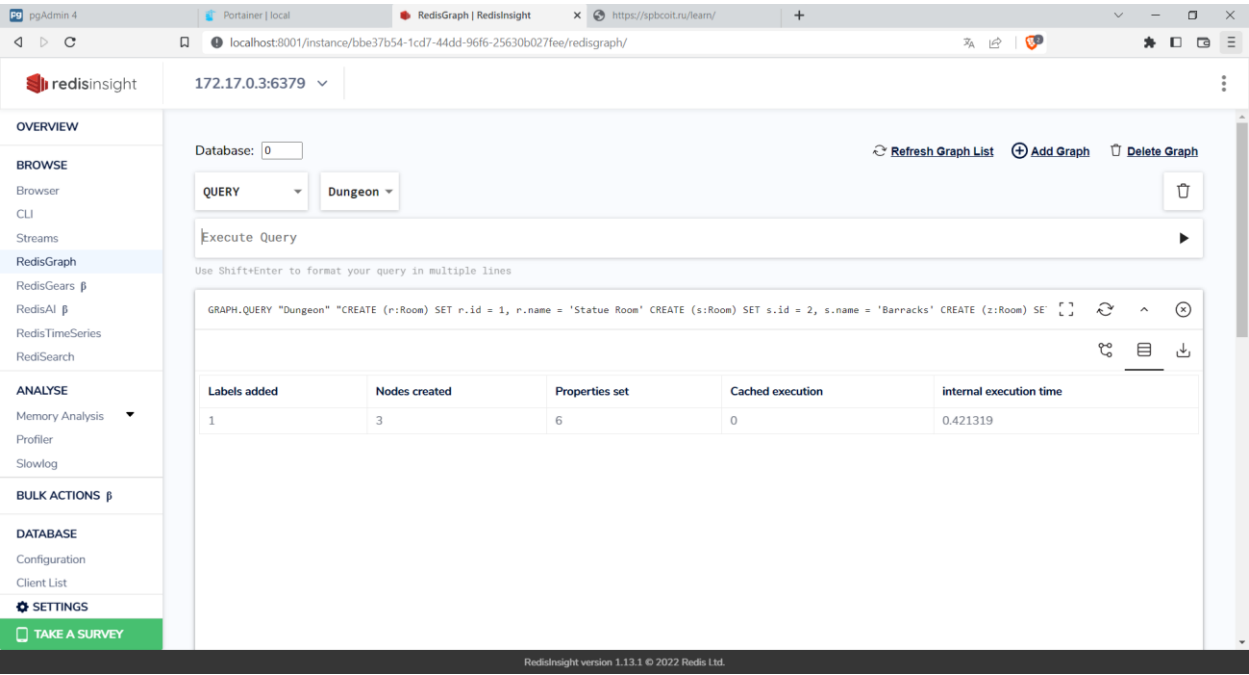 pgAdmin 4
Portainer | local
RedisGraph | RedisInsight
https://spbcoit.ru/learn/
localhost:8001/instance/bbe37b54-1cd7-44dd-96f6-25630b027fee/redisgraph/
redisinsight
172.17.0.3:6379
OVERVIEW
BROWSE
Browser
CLI
Streams
RedisGraph
RedisGears β
RedisAI β
RedisTimeSeries
RediSearch
ANALYSE
Memory Analysis
Profiler
Slowlog
BULK ACTIONS β
DATABASE
Configuration
Client List
SETTINGS
TAKE A SURVEY
Database: 0
Refresh Graph List
Add Graph
Delete Graph
QUERY
Dungeon
Execute Query
Use Shift+Enter to format your query in multiple lines
GRAPH.QUERY "Dungeon" "CREATE (r:Room) SET r.id = 1, r.name = 'Statue Room' CREATE (s:Room) SET s.id = 2, s.name = 'Barracks' CREATE (z:Room) SE
Labels added Nodes created Properties set Cached execution internal execution time
1 3 6 0 0.421319
RedisInsight version 1.13.1 © 2022 Redis Ltd.